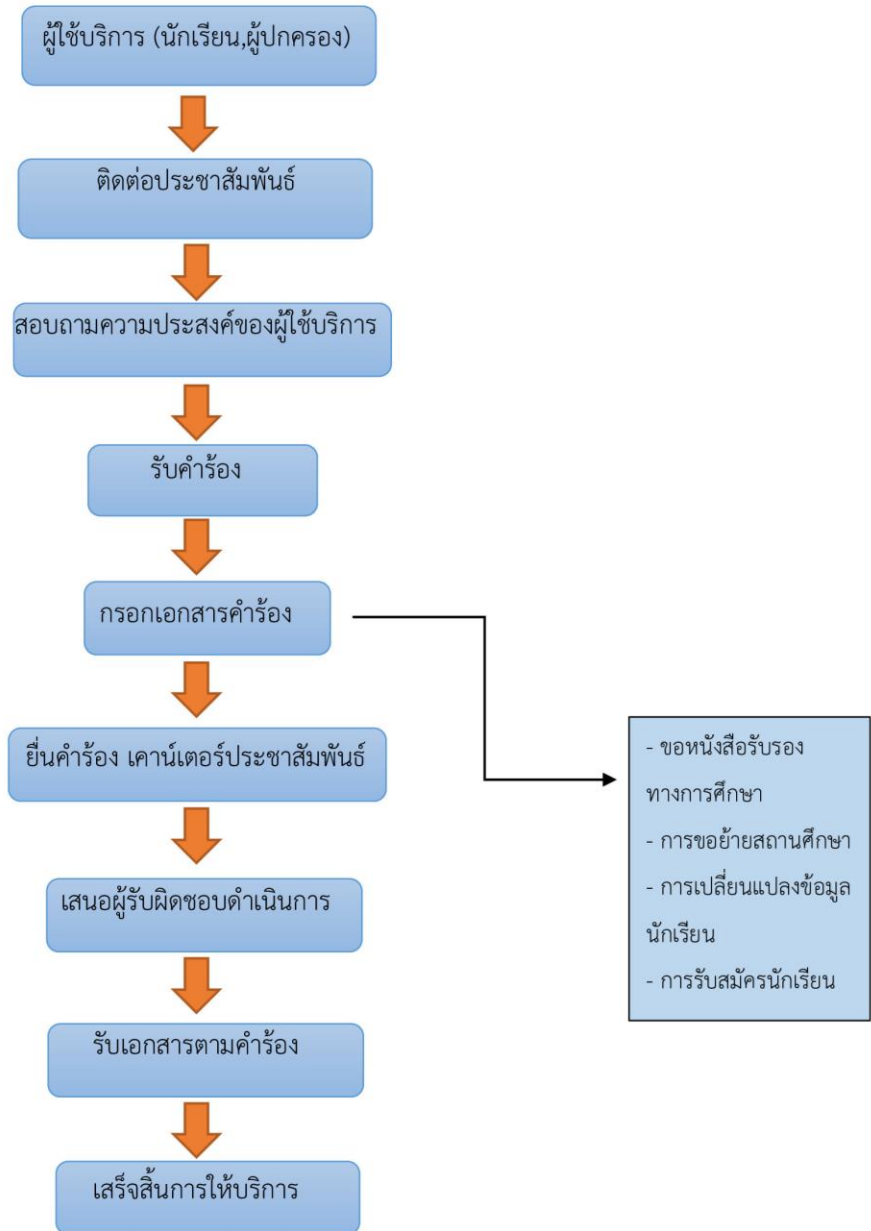 ผู้ใช้บริการ (นักเรียน,ผู้ปกครอง)
ติดต่อประชาสัมพันธ์
สอบถามความประสงค์ของผู้ใช้บริการ
รับคำร้อง
กรอกเอกสารคำร้อง
ยื่นคำร้อง เคาน์เตอร์ประชาสัมพันธ์
เสนอผู้รับผิดชอบดำเนินการ
รับเอกสารตามคำร้อง
เสร็จสิ้นการให้บริการ
- ขอหนังสือรับรอง
ทางการศึกษา
- การขอย้ายสถานศึกษา
- การเปลี่ยนแปลงข้อมูล
นักเรียน
- การรับสมัครนักเรียน